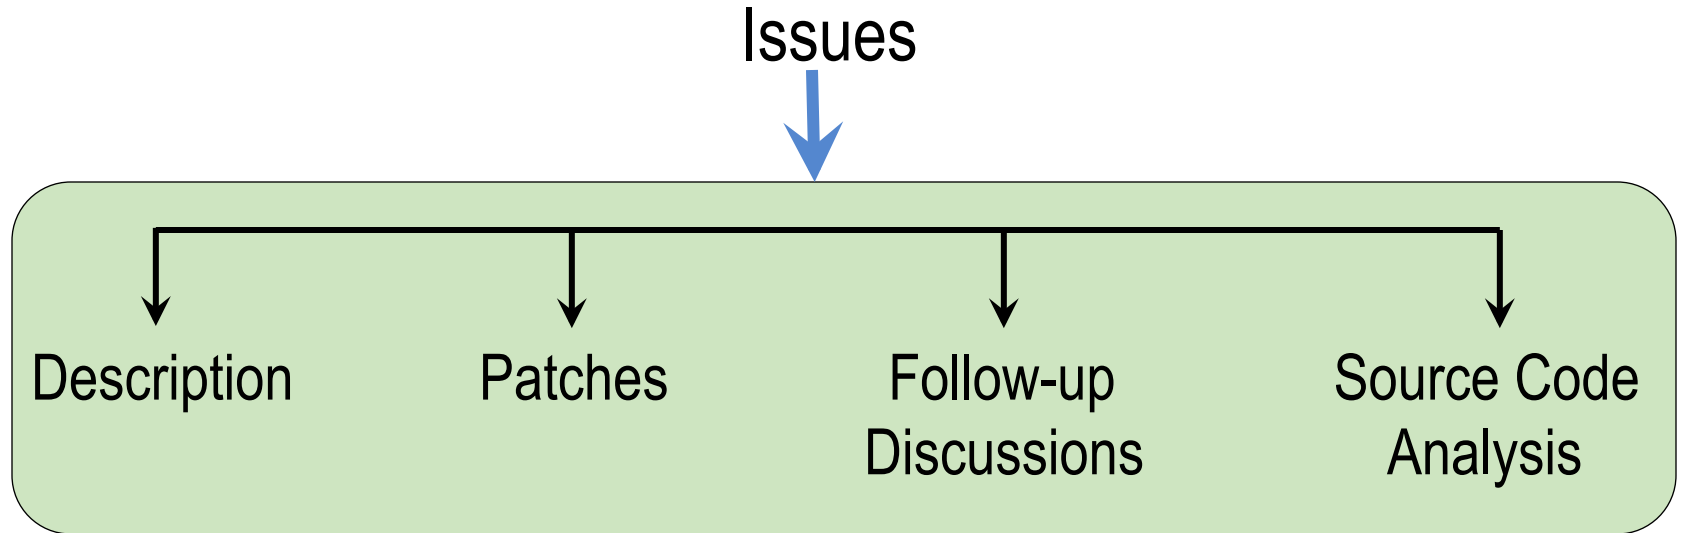 Issues
Description
Patches
Follow-up
Discussions
Source Code
Analysis